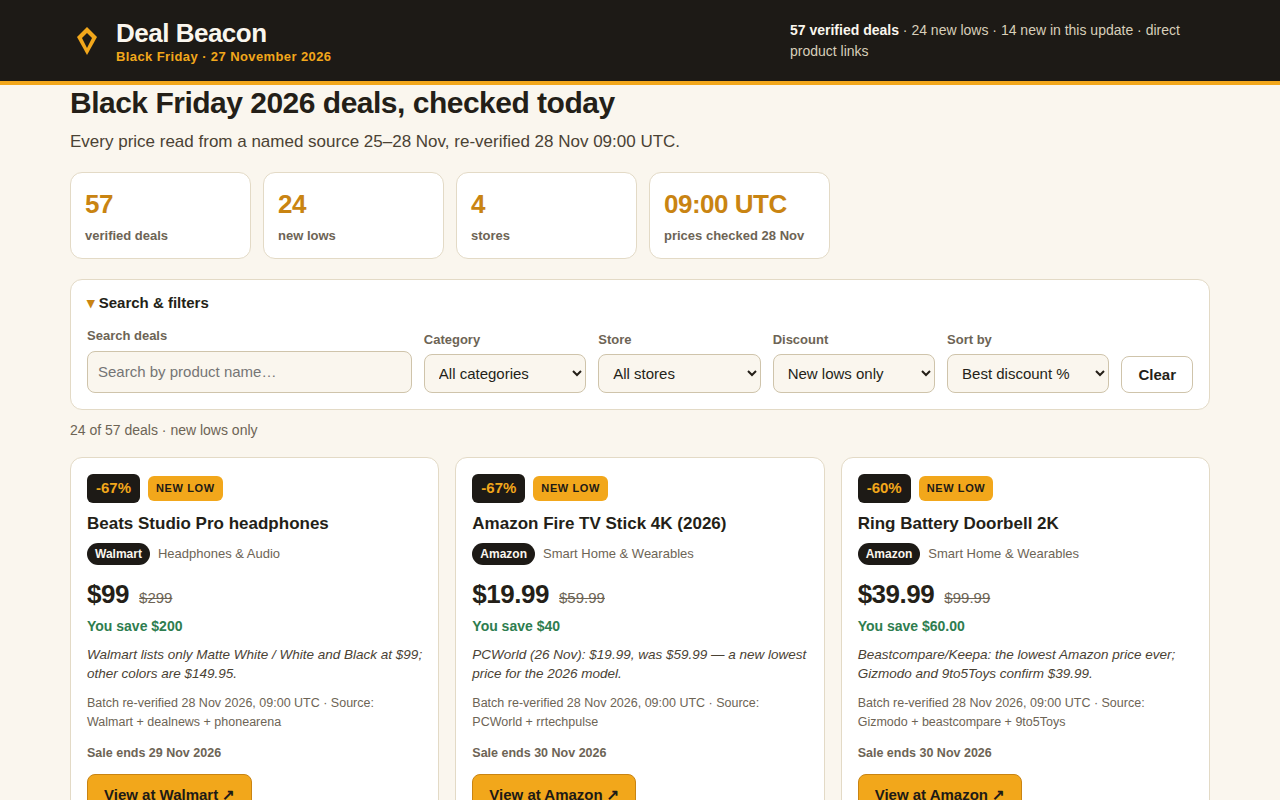 Deal Beacon
Black Friday · 27 November 2026
57 verified deals · 24 new lows · 14 new in this update · direct
product links
Black Friday 2026 deals, checked today
Every price read from a named source 25–28 Nov, re-verified 28 Nov 09:00 UTC.
57
verified deals
24
new lows
4
stores
09:00 UTC
prices checked 28 Nov
▾ Search & filters
Search deals
Search by product name…
Category
All categories
Store
All stores
Discount
New lows only
Sort by
Best discount %
Clear
24 of 57 deals · new lows only
-67% NEW LOW
Beats Studio Pro headphones
Walmart Headphones & Audio
$99 $299
You save $200
Walmart lists only Matte White / White and Black at $99;
other colors are $149.95.
Batch re-verified 28 Nov 2026, 09:00 UTC · Source:
Walmart + dealnews + phonearena
Sale ends 29 Nov 2026
View at Walmart ↗
-67% NEW LOW
Amazon Fire TV Stick 4K (2026)
Amazon Smart Home & Wearables
$19.99 $59.99
You save $40
PCWorld (26 Nov): $19.99, was $59.99 — a new lowest
price for the 2026 model.
Batch re-verified 28 Nov 2026, 09:00 UTC · Source:
PCWorld + rrtechpulse
Sale ends 30 Nov 2026
View at Amazon ↗
-60% NEW LOW
Ring Battery Doorbell 2K
Amazon Smart Home & Wearables
$39.99 $99.99
You save $60.00
Beastcompare/Keepa: the lowest Amazon price ever;
Gizmodo and 9to5Toys confirm $39.99.
Batch re-verified 28 Nov 2026, 09:00 UTC · Source:
Gizmodo + beastcompare + 9to5Toys
Sale ends 30 Nov 2026
View at Amazon ↗